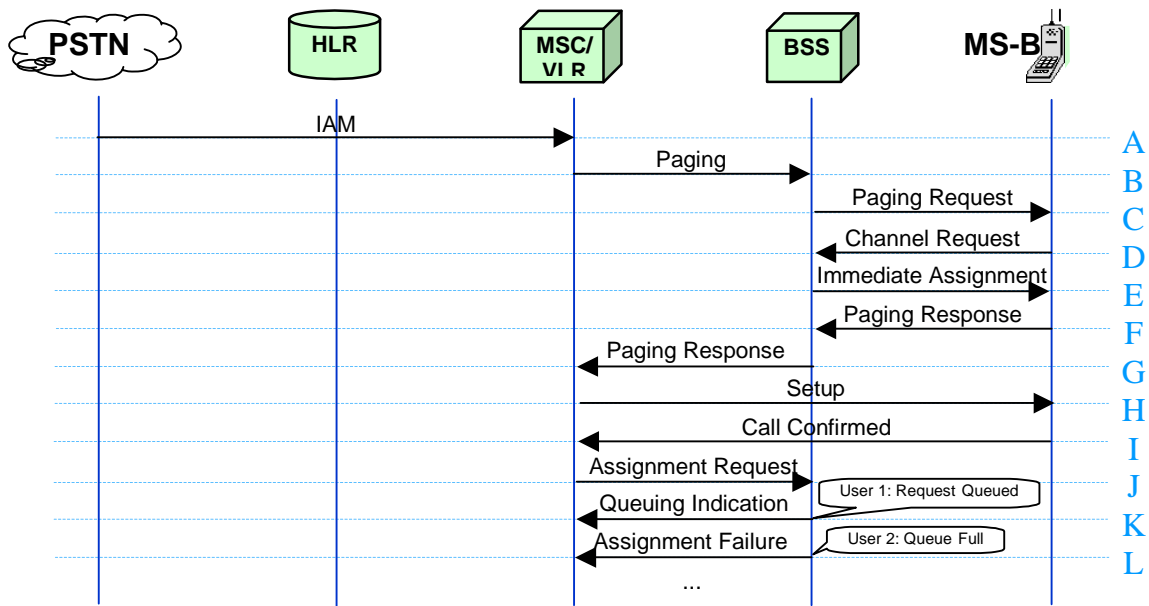 PSTN
HLR
MSC/
VLR
BSS
MS-B
IAM
A
Paging
B
Paging Request
C
Channel Request
D
Immediate Assignment
E
Paging Response
F
Paging Response
G
Setup
H
Call Confirmed
I
Assignment Request
J
User 1: Request Queued
Queuing Indication
K
User 2: Queue Full
Assignment Failure
L
...